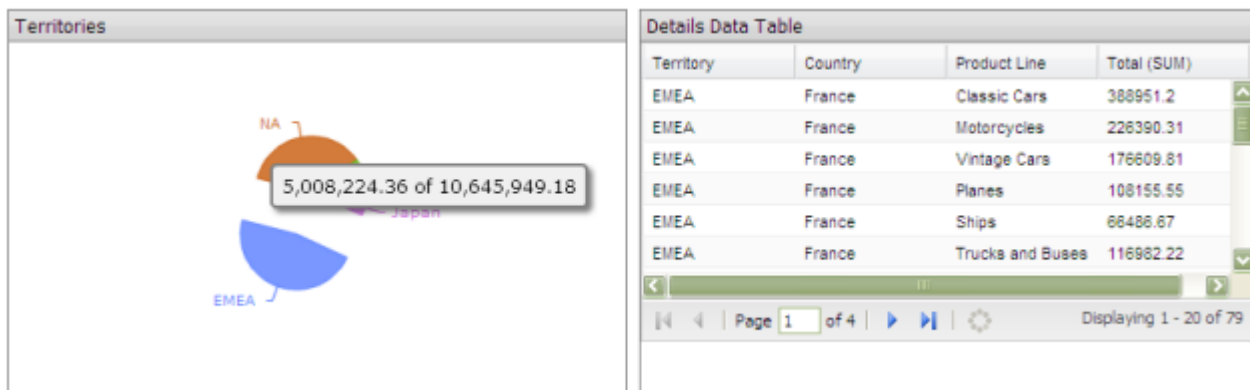 Territories
NA
5,008,224.36 of 10,645,949.18
Japan
EMEA
Details Data Table
Territory Country Product Line Total (SUM)
EMEA France Classic Cars 388951.2
EMEA France Motorcycles 226390.31
EMEA France Vintage Cars 176609.81
EMEA France Planes 108155.55
EMEA France Ships 66486.67
EMEA France Trucks and Buses 116982.22
Page 1 of 4 Displaying 1 - 20 of 79